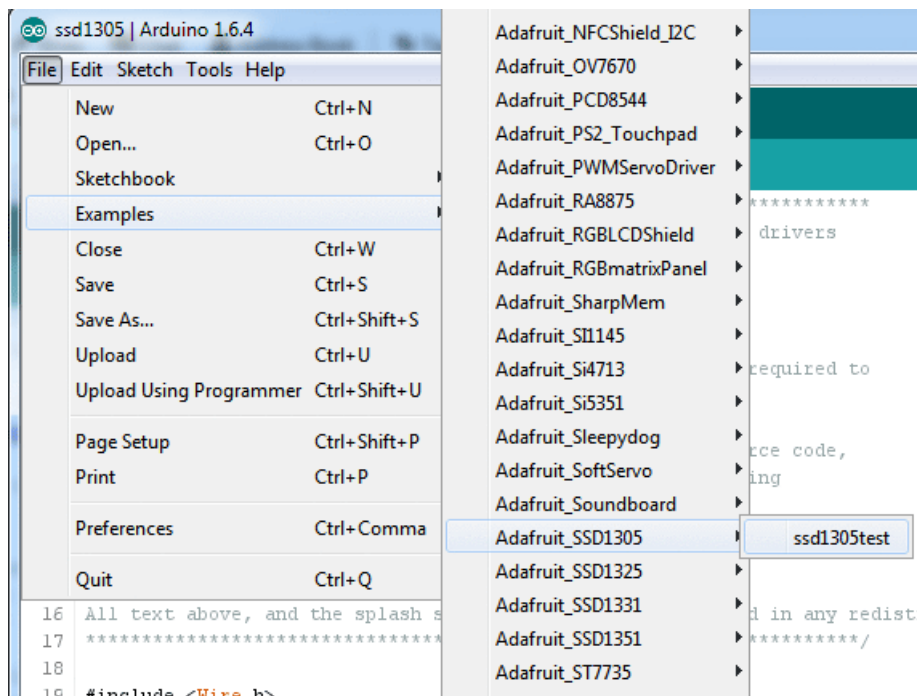 ssd1305 | Arduino 1.6.4
File Edit Sketch Tools Help
New Ctrl+N
Open... Ctrl+O
Sketchbook
Examples
Close Ctrl+W
Save Ctrl+S
Save As... Ctrl+Shift+S
Upload Ctrl+U
Upload Using Programmer Ctrl+Shift+U
Page Setup Ctrl+Shift+P
Print Ctrl+P
Preferences Ctrl+Comma
Quit Ctrl+Q
Adafruit_NFCShield_I2C
Adafruit_OV7670
Adafruit_PCD8544
Adafruit_PS2_Touchpad
Adafruit_PWMServoDriver
Adafruit_RA8875
Adafruit_RGBLCDShield
Adafruit_RGBmatrixPanel
Adafruit_SharpMem
Adafruit_SI1145
Adafruit_Si4713
Adafruit_Si5351
Adafruit_Sleepydog
Adafruit_SoftServo
Adafruit_Soundboard
Adafruit_SSD1305
Adafruit_SSD1325
Adafruit_SSD1331
Adafruit_SSD1351
Adafruit_ST7735
ssd1305test
***********
drivers
required to
rce code,
ing
16 All text above, and the splash s d in any redist
17 ******************************* **********/
18
19 #include <Wire.h>